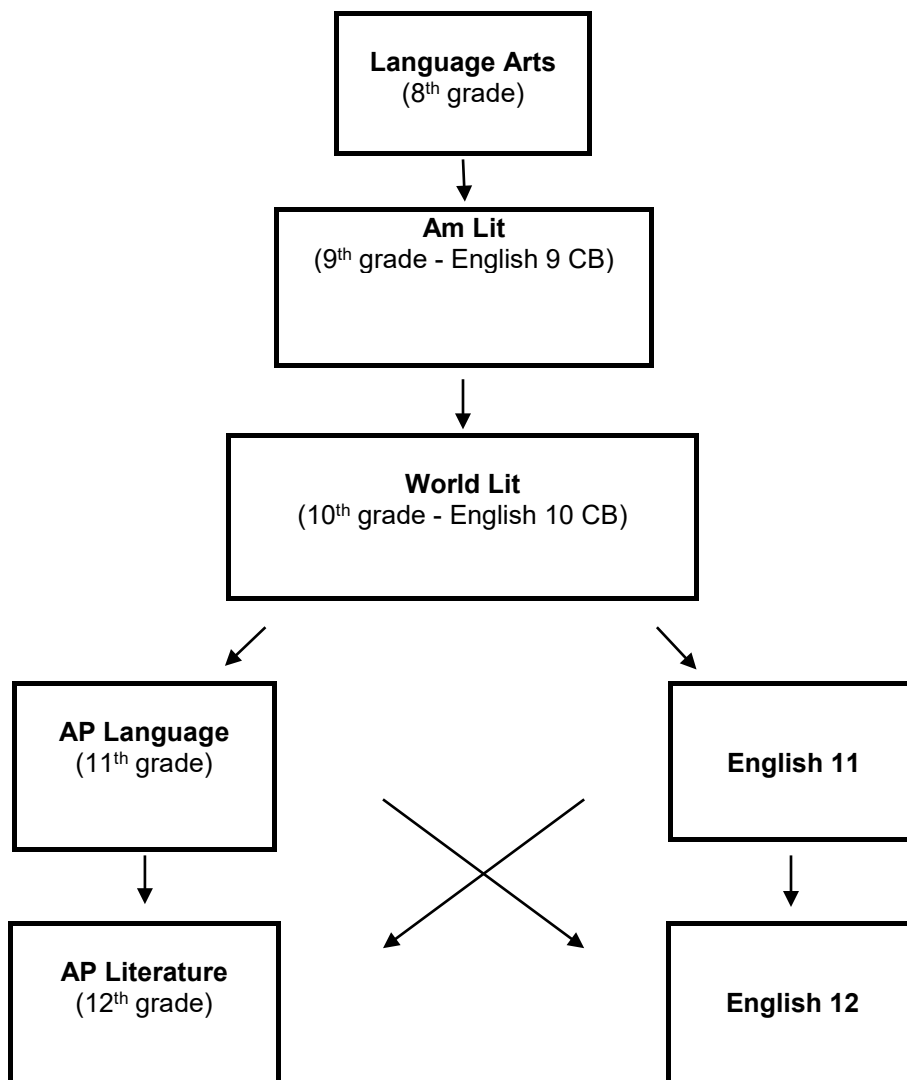 Language Arts
(8th grade)
Am Lit
(9th grade - English 9 CB)
World Lit
(10th grade - English 10 CB)
AP Language
(11th grade)
English 11
AP Literature
(12th grade)
English 12